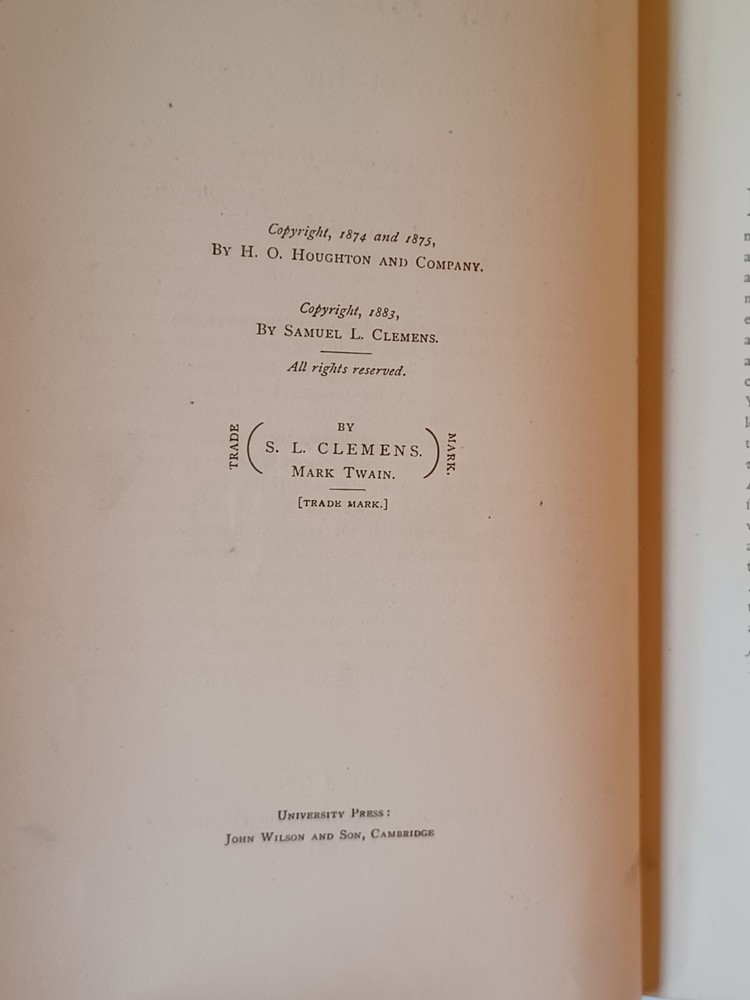 Copyright, 1874 and 1875,
By H. O. Houghton and Company.
Copyright, 1883,
By Samuel L. Clemens.
All rights reserved.
TRADE
BY
S. L. CLEMENS.
Mark Twain.
MARK.
[TRADE MARK.]
University Press:
John Wilson and Son, Cambridge